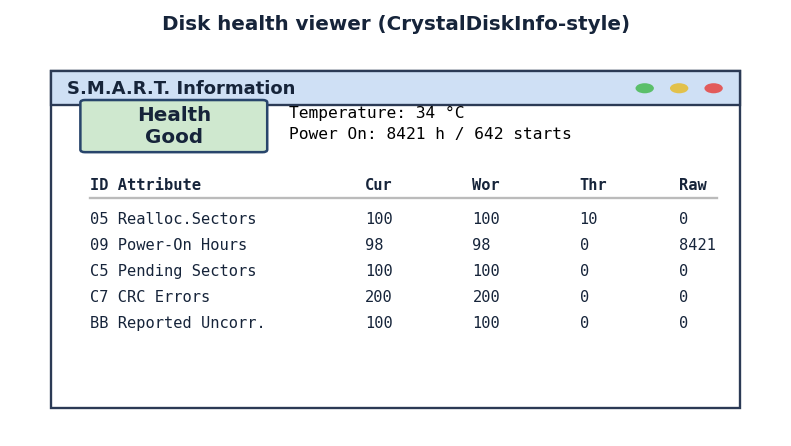 Disk health viewer (CrystalDiskInfo-style)
S.M.A.R.T. Information
Health
Good
Temperature: 34 °C
Power On: 8421 h / 642 starts
ID Attribute Cur Wor Thr Raw
05 Realloc.Sectors 100 100 10 0
09 Power-On Hours 98 98 0 8421
C5 Pending Sectors 100 100 0 0
C7 CRC Errors 200 200 0 0
BB Reported Uncorr. 100 100 0 0